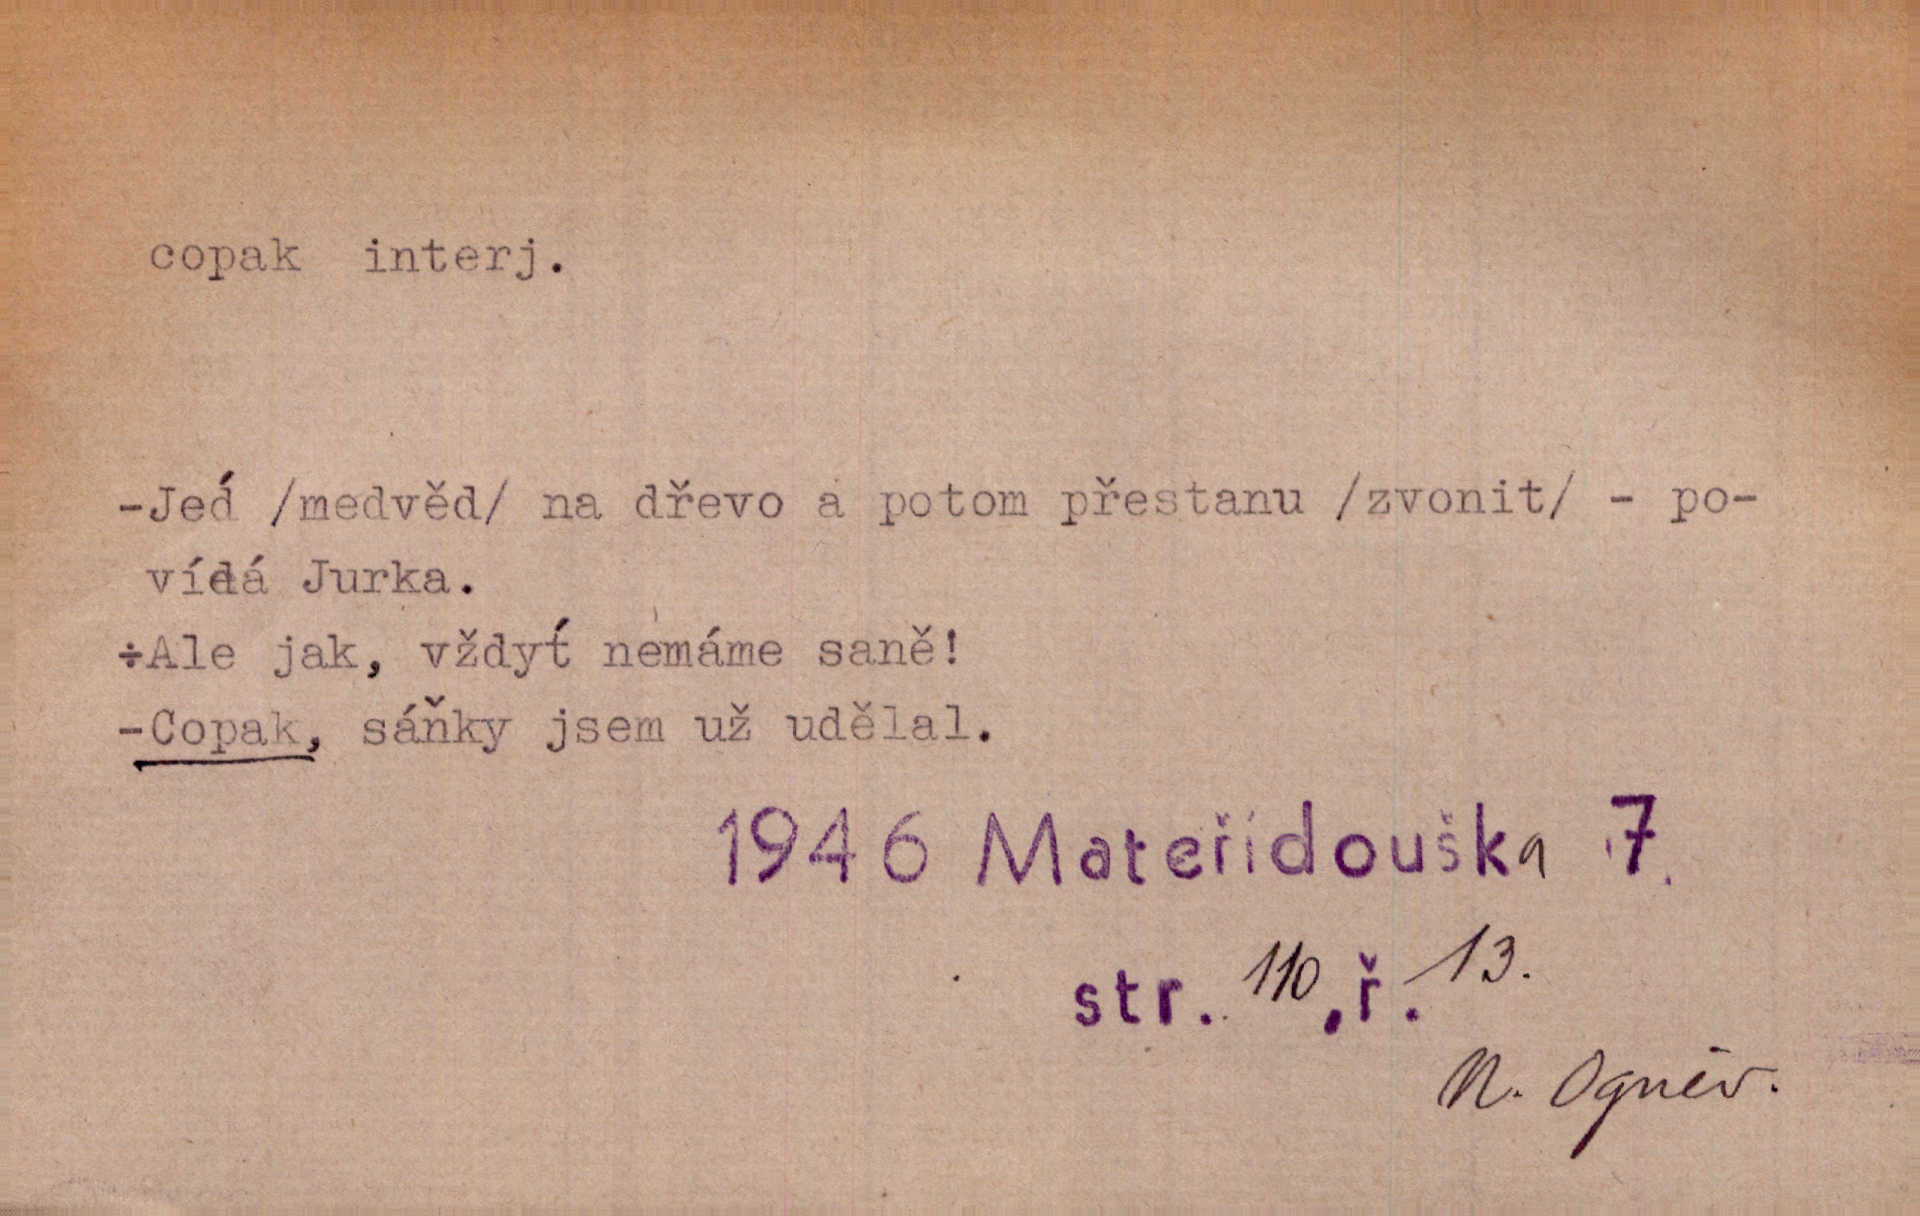 copak interj.
-Jeď /medvěd/ na dřevo a potom přestanu /zvonit/ - po-
vídá Jurka.
÷Ale jak, vždyť nemáme saně!
-Copak, sáňky jsem už udělal.
1946 Mateřídouška 7.
str. 110, ř. 13.
N. Ogněv.